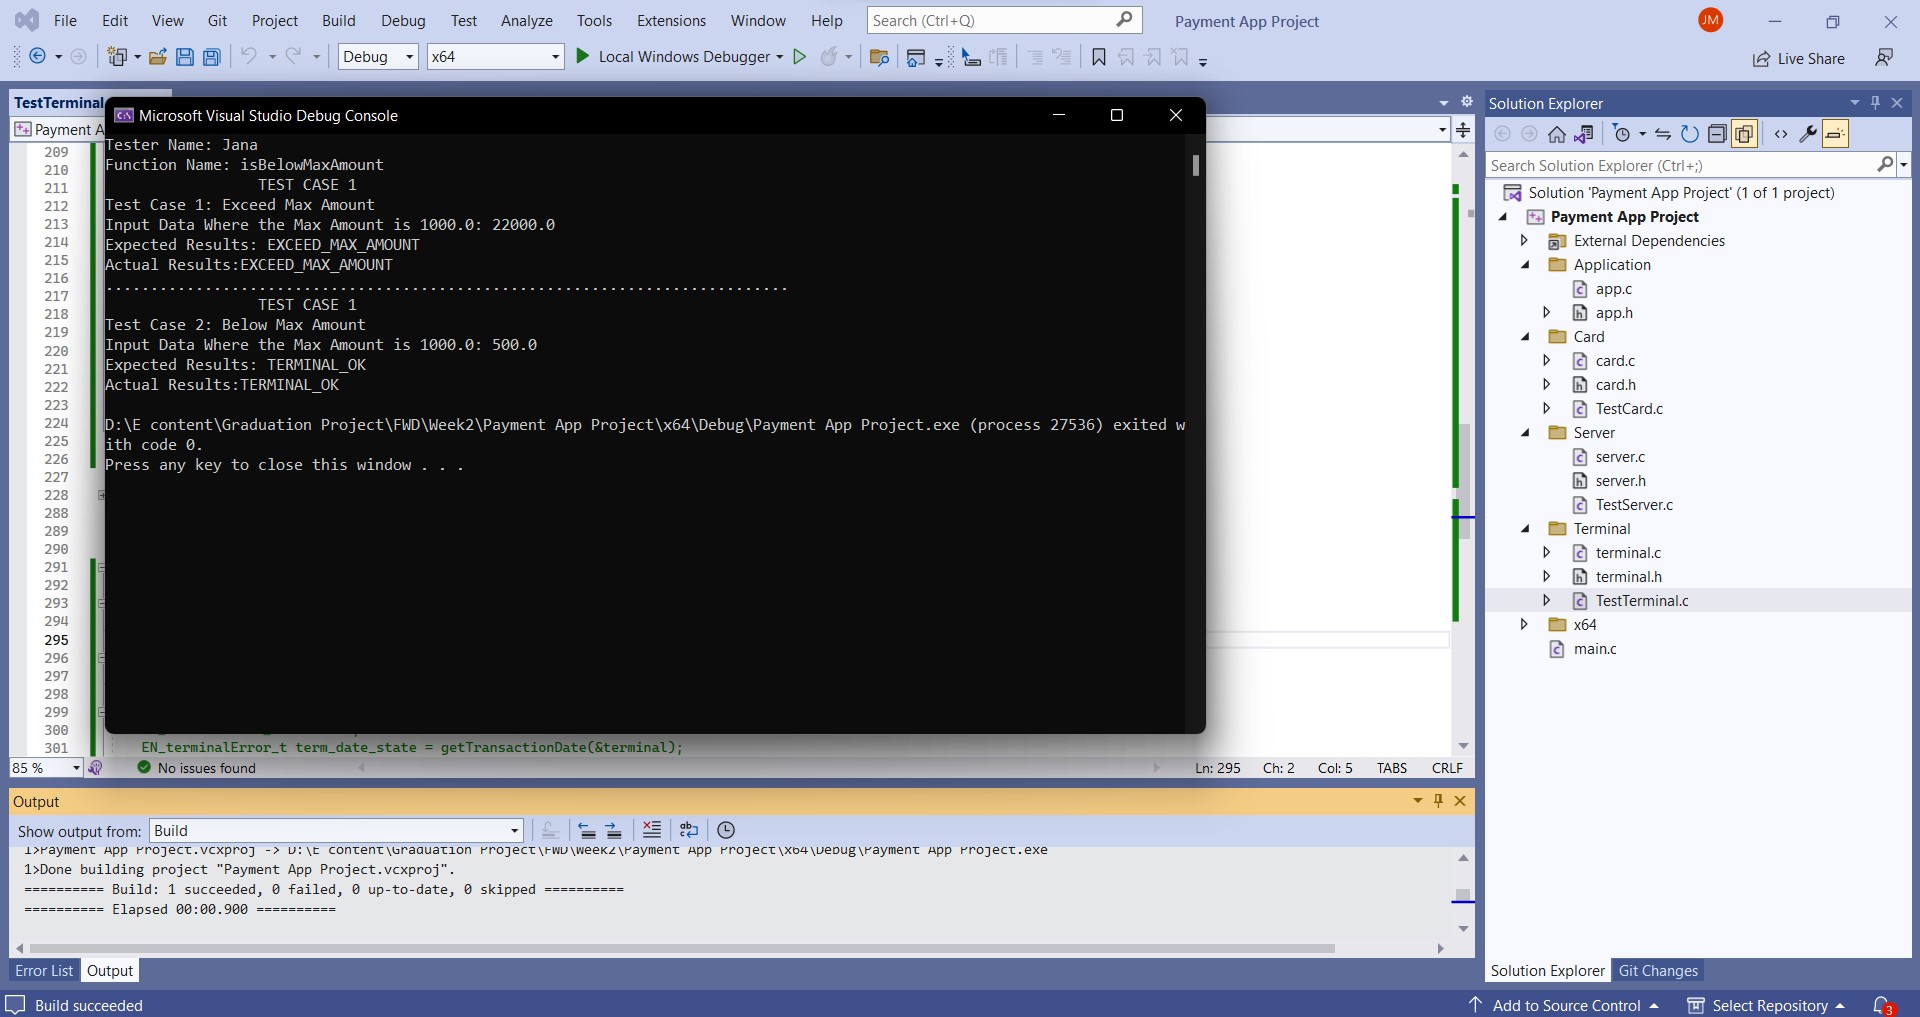 File Edit View Git Project Build Debug Test Analyze Tools Extensions Window Help Search (Ctrl+Q) Payment App Project JM
Debug x64 Local Windows Debugger Live Share
TestTerminal
Payment A
Microsoft Visual Studio Debug Console
Tester Name: Jana
Function Name: isBelowMaxAmount
TEST CASE 1
Test Case 1: Exceed Max Amount
Input Data Where the Max Amount is 1000.0: 22000.0
Expected Results: EXCEED_MAX_AMOUNT
Actual Results:EXCEED_MAX_AMOUNT
............................................................................
TEST CASE 1
Test Case 2: Below Max Amount
Input Data Where the Max Amount is 1000.0: 500.0
Expected Results: TERMINAL_OK
Actual Results:TERMINAL_OK
D:\E content\Graduation Project\FWD\Week2\Payment App Project\x64\Debug\Payment App Project.exe (process 27536) exited w
ith code 0.
Press any key to close this window . . .
209
210
211
212
213
214
215
216
217
218
219
220
221
222
223
224
225
226
227
228
288
289
290
291
292
293
294
295
296
297
298
299
300
301 EN_terminalError_t term_date_state = getTransactionDate(&terminal);
85 % No issues found Ln: 295 Ch: 2 Col: 5 TABS CRLF
Output
Show output from: Build
1>Payment App Project.vcxproj -> D:\E content\Graduation Project\FWD\Week2\Payment App Project\x64\Debug\Payment App Project.exe
1>Done building project "Payment App Project.vcxproj".
========== Build: 1 succeeded, 0 failed, 0 up-to-date, 0 skipped ==========
========== Elapsed 00:00.900 ==========
Error List Output
Solution Explorer
Search Solution Explorer (Ctrl+;)
Solution 'Payment App Project' (1 of 1 project)
Payment App Project
External Dependencies
Application
app.c
app.h
Card
card.c
card.h
TestCard.c
Server
server.c
server.h
TestServer.c
Terminal
terminal.c
terminal.h
TestTerminal.c
x64
main.c
Solution Explorer Git Changes
Build succeeded Add to Source Control Select Repository 3